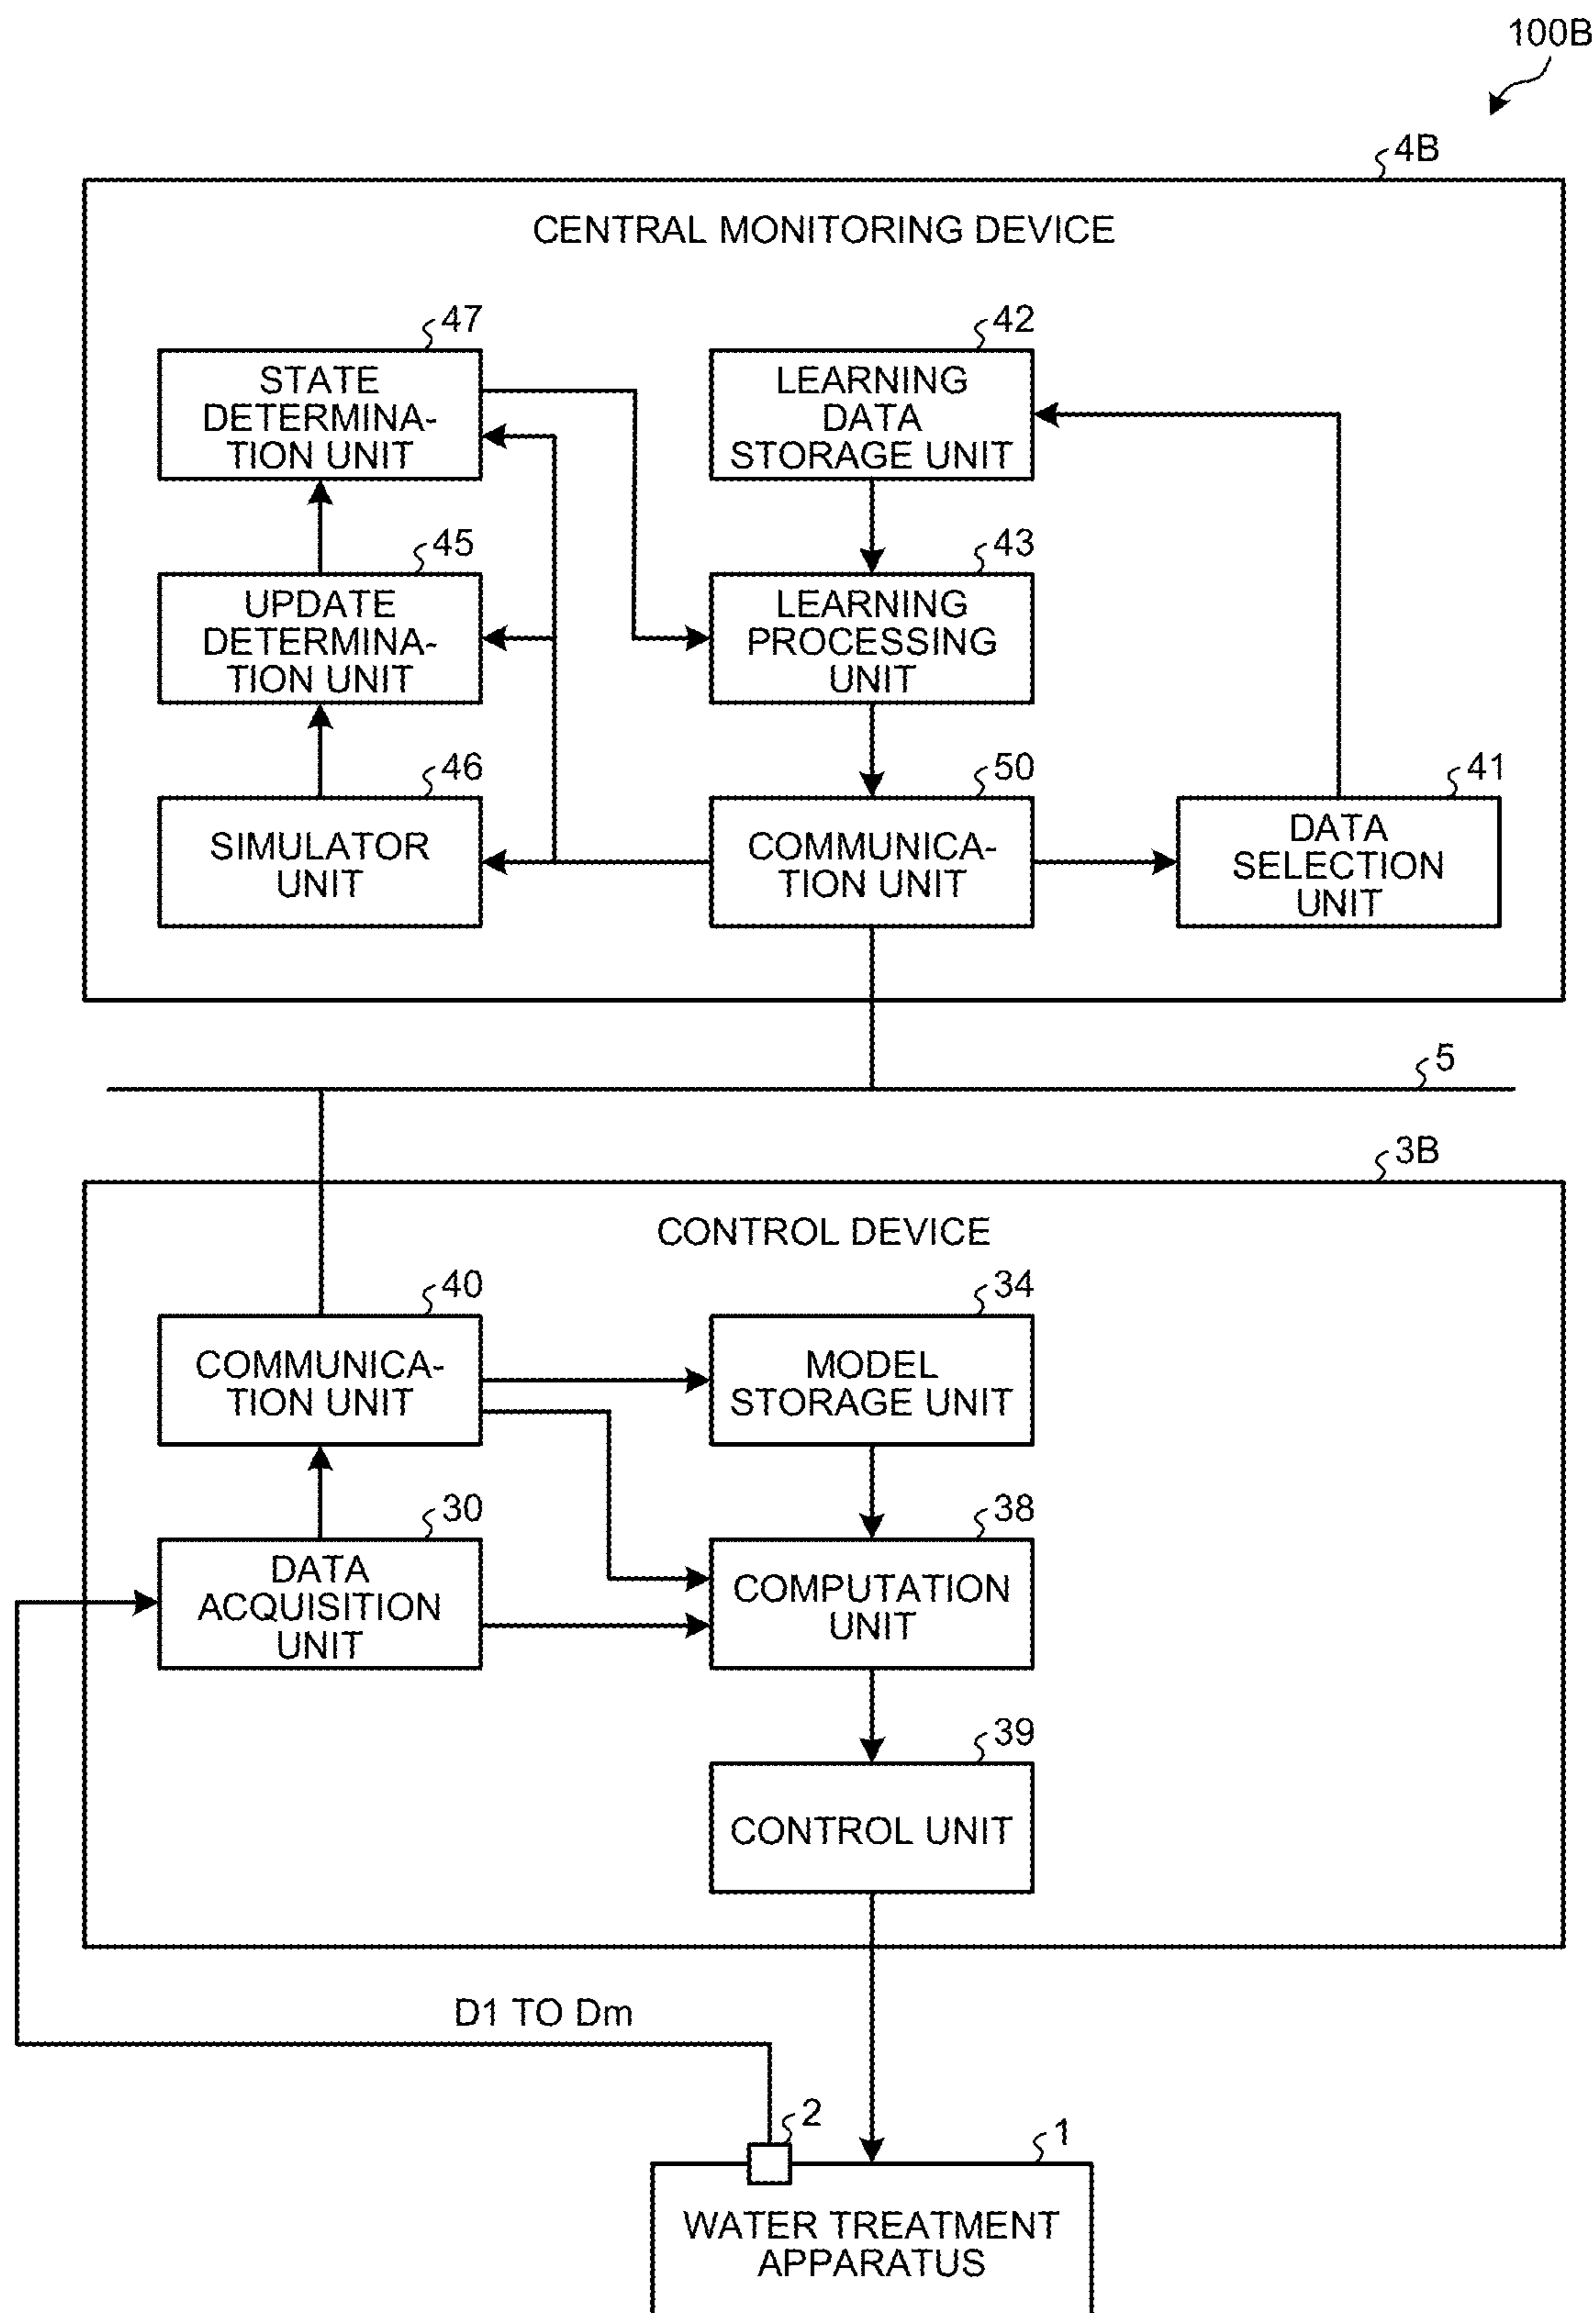 100B
4B
CENTRAL MONITORING DEVICE
47
STATE
DETERMINA-
TION UNIT
42
LEARNING
DATA
STORAGE UNIT
45
UPDATE
DETERMINA-
TION UNIT
43
LEARNING
PROCESSING
UNIT
46
SIMULATOR
UNIT
50
COMMUNICA-
TION UNIT
41
DATA
SELECTION
UNIT
5
3B
CONTROL DEVICE
40
COMMUNICA-
TION UNIT
34
MODEL
STORAGE UNIT
30
DATA
ACQUISITION
UNIT
38
COMPUTATION
UNIT
39
CONTROL UNIT
D1 TO Dm
2
1
WATER TREATMENT
APPARATUS